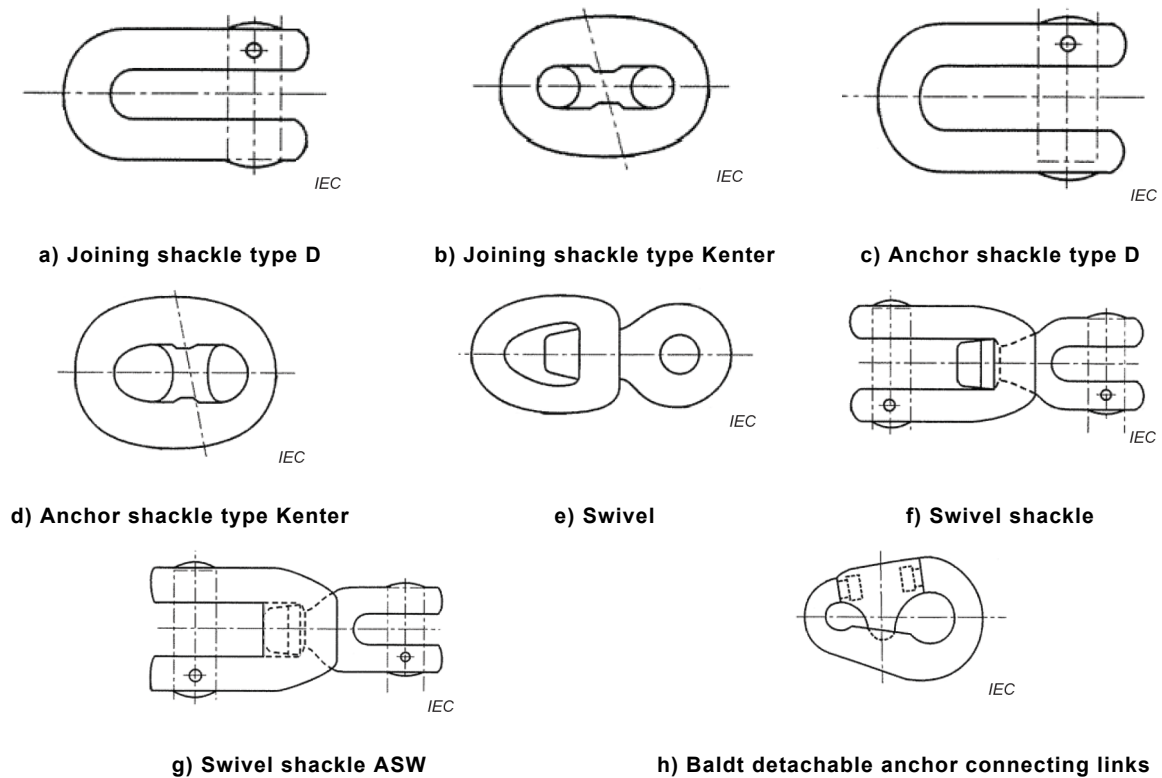 IEC
IEC
IEC
a) Joining shackle type D
b) Joining shackle type Kenter
c) Anchor shackle type D
IEC
IEC
IEC
d) Anchor shackle type Kenter
e) Swivel
f) Swivel shackle
IEC
IEC
g) Swivel shackle ASW
h) Baldt detachable anchor connecting links